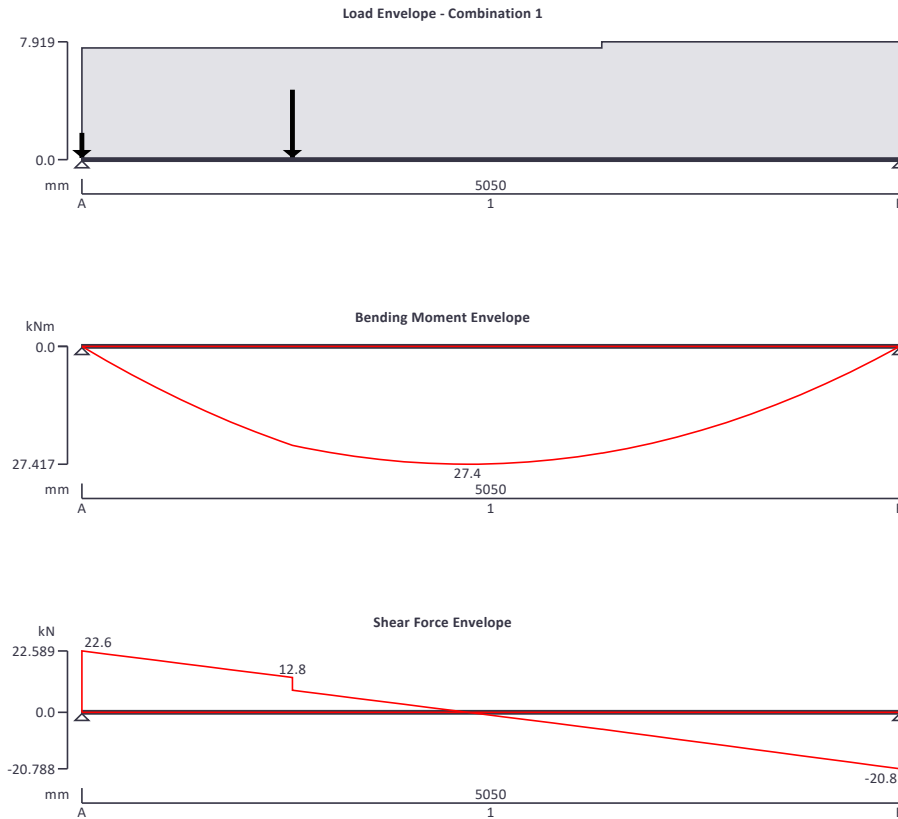 Load Envelope - Combination 1
7.919
0.0
mm
5050
A
1
Bending Moment Envelope
kNm
0.0
27.417
27.4
mm
5050
A
1
Shear Force Envelope
kN
22.589
22.6
12.8
0.0
-20.788
-20.8
mm
5050
A
1